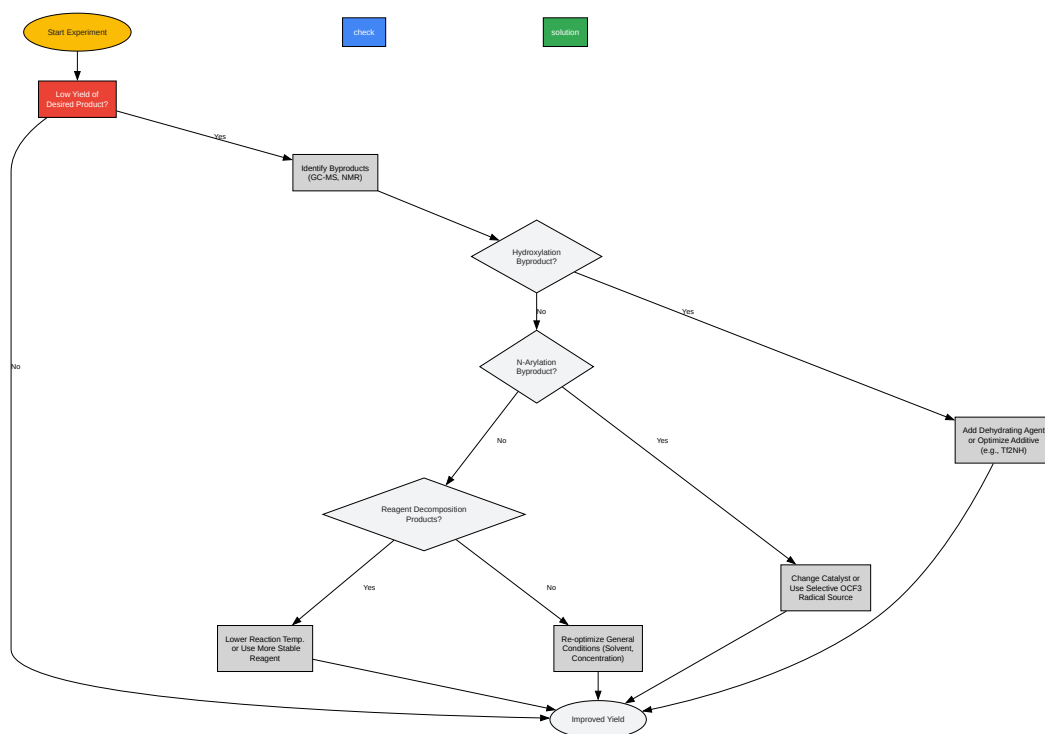 Start Experiment
check
solution
Low Yield of
Desired Product?
Yes
Identify Byproducts
(GC-MS, NMR)
Hydroxylation
Byproduct?
No
Yes
N-Arylation
Byproduct?
No
No
Yes
Add Dehydrating Agent
or Optimize Additive
(e.g., Tf2NH)
Reagent Decomposition
Products?
Yes
No
Change Catalyst or
Use Selective OCF3
Radical Source
Lower Reaction Temp.
or Use More Stable
Reagent
Re-optimize General
Conditions (Solvent,
Concentration)
Improved Yield